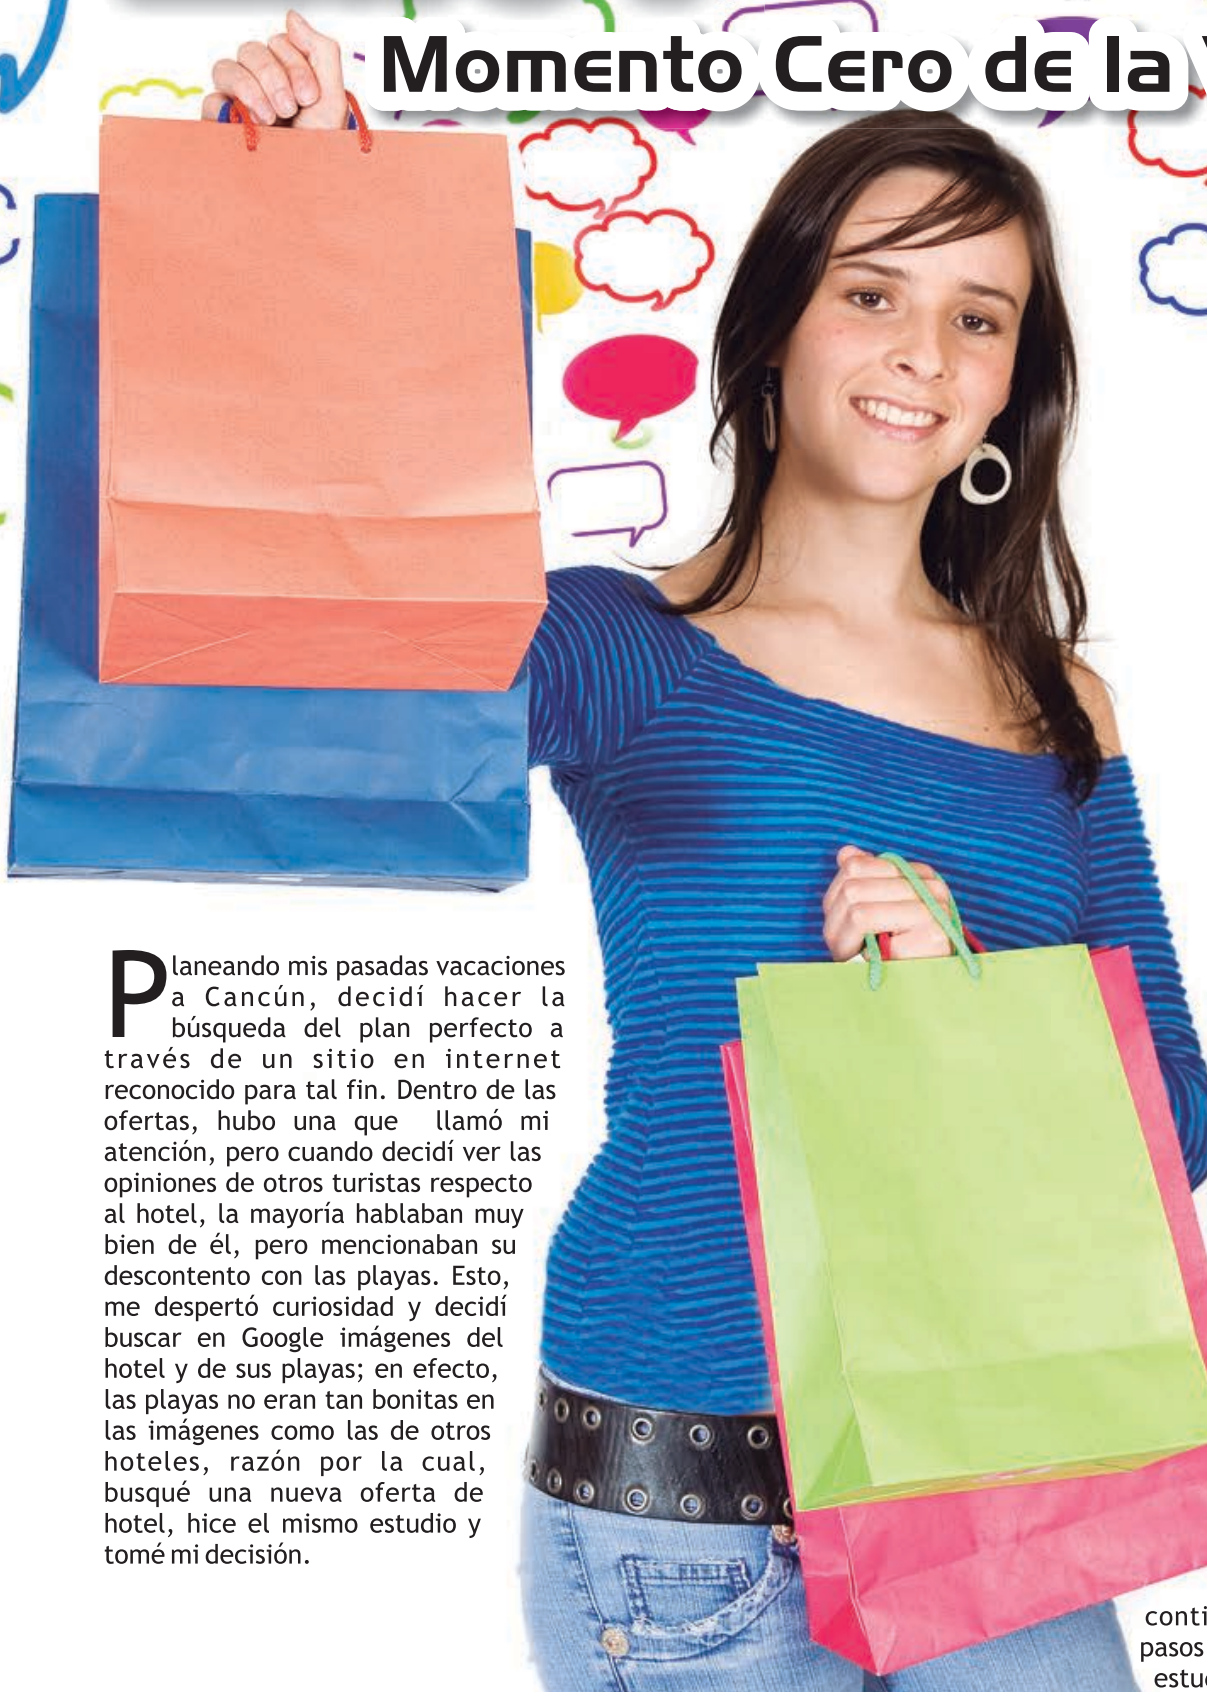 Momento Cero de la
Planeando mis pasadas vacaciones
a Cancún, decidí hacer la
búsqueda del plan perfecto a
través de un sitio en internet
reconocido para tal fin. Dentro de las
ofertas, hubo una que llamó mi
atención, pero cuando decidí ver las
opiniones de otros turistas respecto
al hotel, la mayoría hablaban muy
bien de él, pero mencionaban su
descontento con las playas. Esto,
me despertó curiosidad y decidí
buscar en Google imágenes del
hotel y de sus playas; en efecto,
las playas no eran tan bonitas en
las imágenes como las de otros
hoteles, razón por la cual,
busqué una nueva oferta de
hotel, hice el mismo estudio y
tomé mi decisión.
pasos